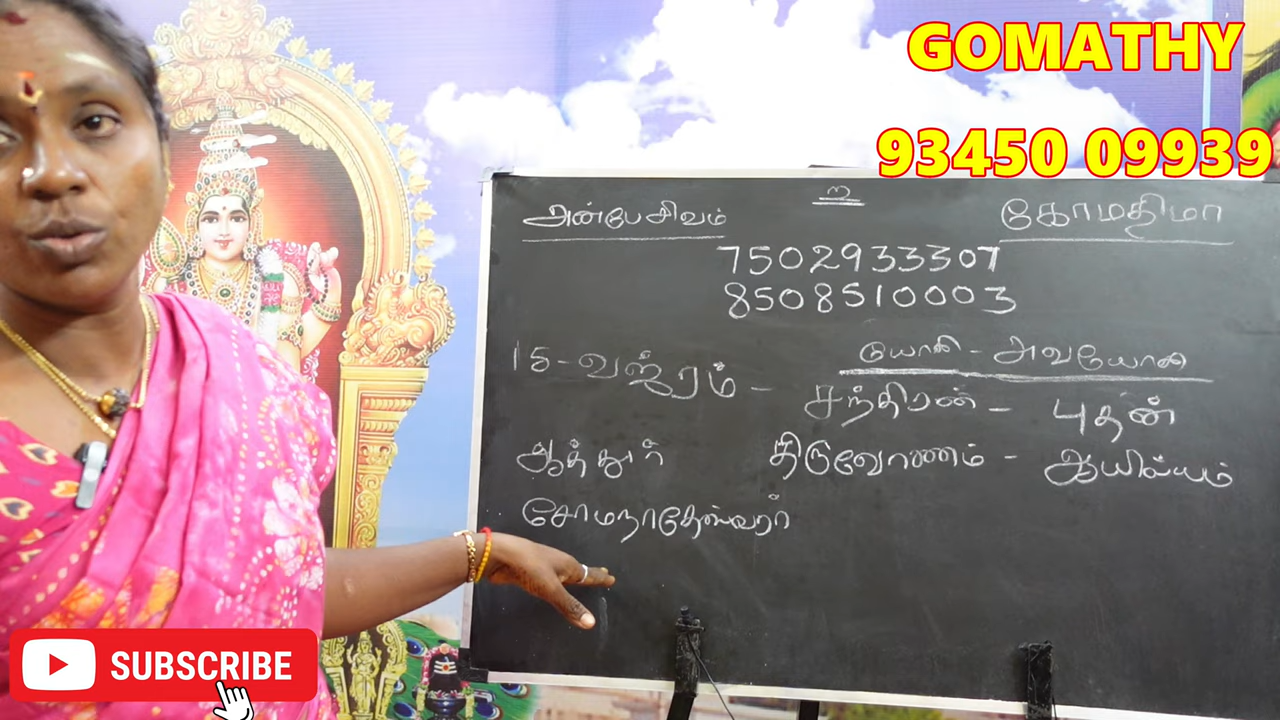 GOMATHY
93450 09939
உ
அன்பே சிவம்
கோமதிமா
7502933307
8508510003
யோகி - அவயோகி
15 - வஜ்ரம் - சந்திரன் - புதன்
ஆத்தூர் திருவோணம் - ஆயில்யம்
சோமநாதேஸ்வரர்
SUBSCRIBE